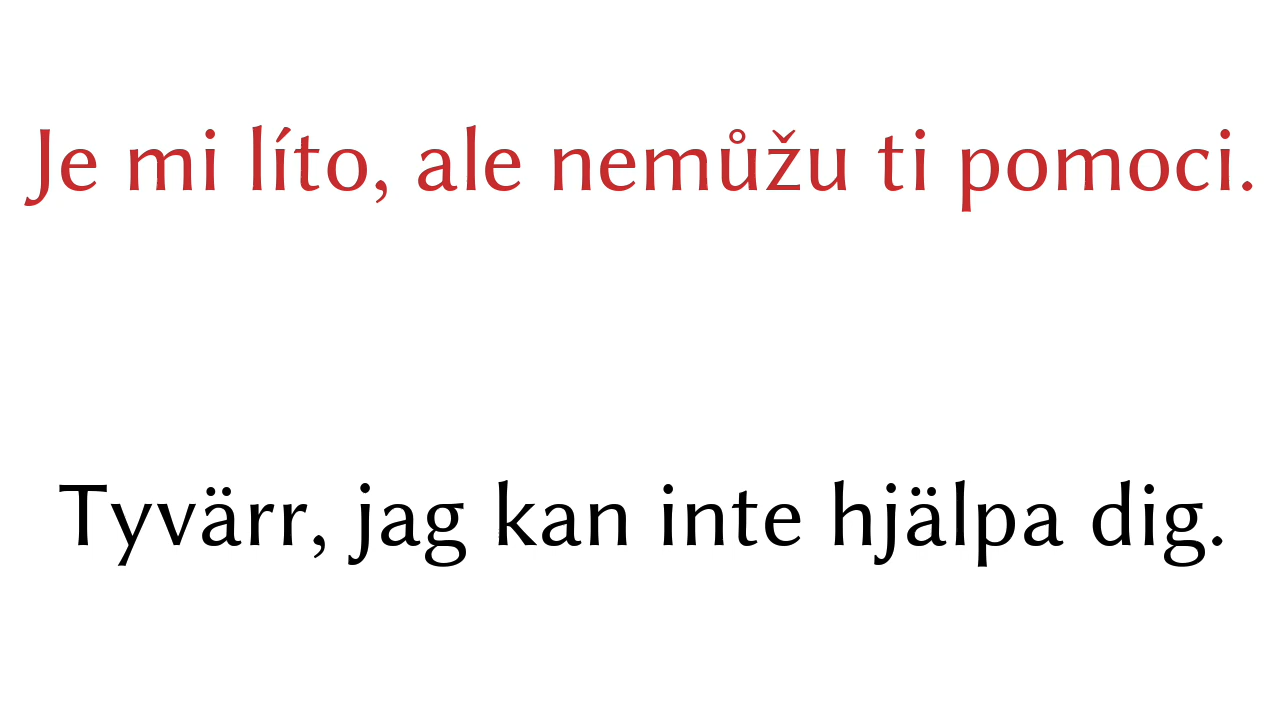 Je mi líto, ale nemůžu ti pomoci.
Tyvärr, jag kan inte hjälpa dig.